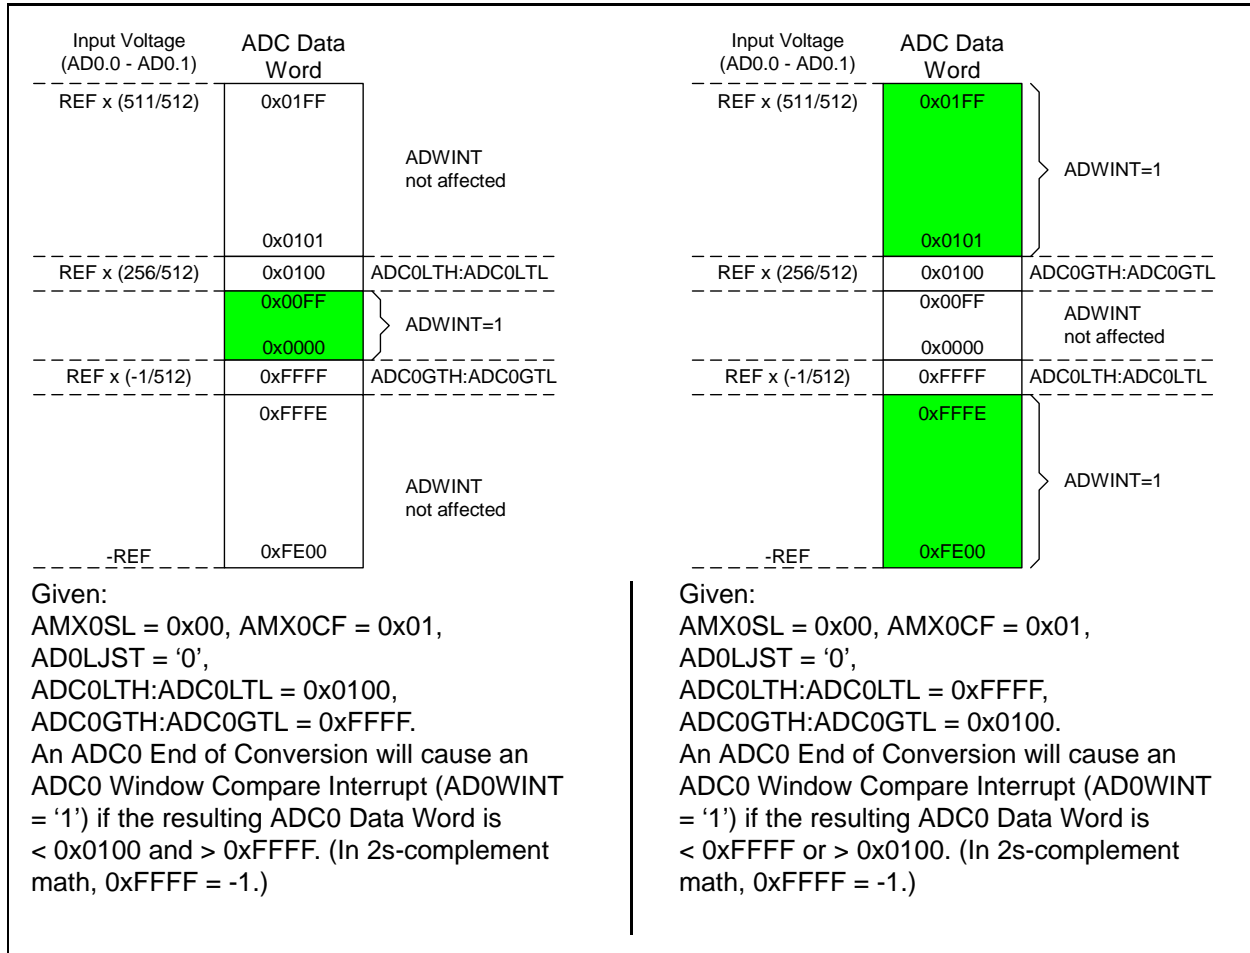 Input Voltage
(AD0.0 - AD0.1)
ADC Data
Word
REF x (511/512)
0x01FF
ADWINT
not affected
0x0101
REF x (256/512)
0x0100
ADC0LTH:ADC0LTL
0x00FF
ADWINT=1
0x0000
REF x (-1/512)
0xFFFF
ADC0GTH:ADC0GTL
0xFFFE
ADWINT
not affected
-REF
0xFE00
Given:
AMX0SL = 0x00, AMX0CF = 0x01,
AD0LJST = ‘0’,
ADC0LTH:ADC0LTL = 0x0100,
ADC0GTH:ADC0GTL = 0xFFFF.
An ADC0 End of Conversion will cause an
ADC0 Window Compare Interrupt (AD0WINT
= ‘1’) if the resulting ADC0 Data Word is
< 0x0100 and > 0xFFFF. (In 2s-complement
math, 0xFFFF = -1.)
Input Voltage
(AD0.0 - AD0.1)
ADC Data
Word
REF x (511/512)
0x01FF
ADWINT=1
0x0101
REF x (256/512)
0x0100
ADC0GTH:ADC0GTL
0x00FF
ADWINT
not affected
0x0000
REF x (-1/512)
0xFFFF
ADC0LTH:ADC0LTL
0xFFFE
ADWINT=1
-REF
0xFE00
Given:
AMX0SL = 0x00, AMX0CF = 0x01,
AD0LJST = ‘0’,
ADC0LTH:ADC0LTL = 0xFFFF,
ADC0GTH:ADC0GTL = 0x0100.
An ADC0 End of Conversion will cause an
ADC0 Window Compare Interrupt (AD0WINT
= ‘1’) if the resulting ADC0 Data Word is
< 0xFFFF or > 0x0100. (In 2s-complement
math, 0xFFFF = -1.)